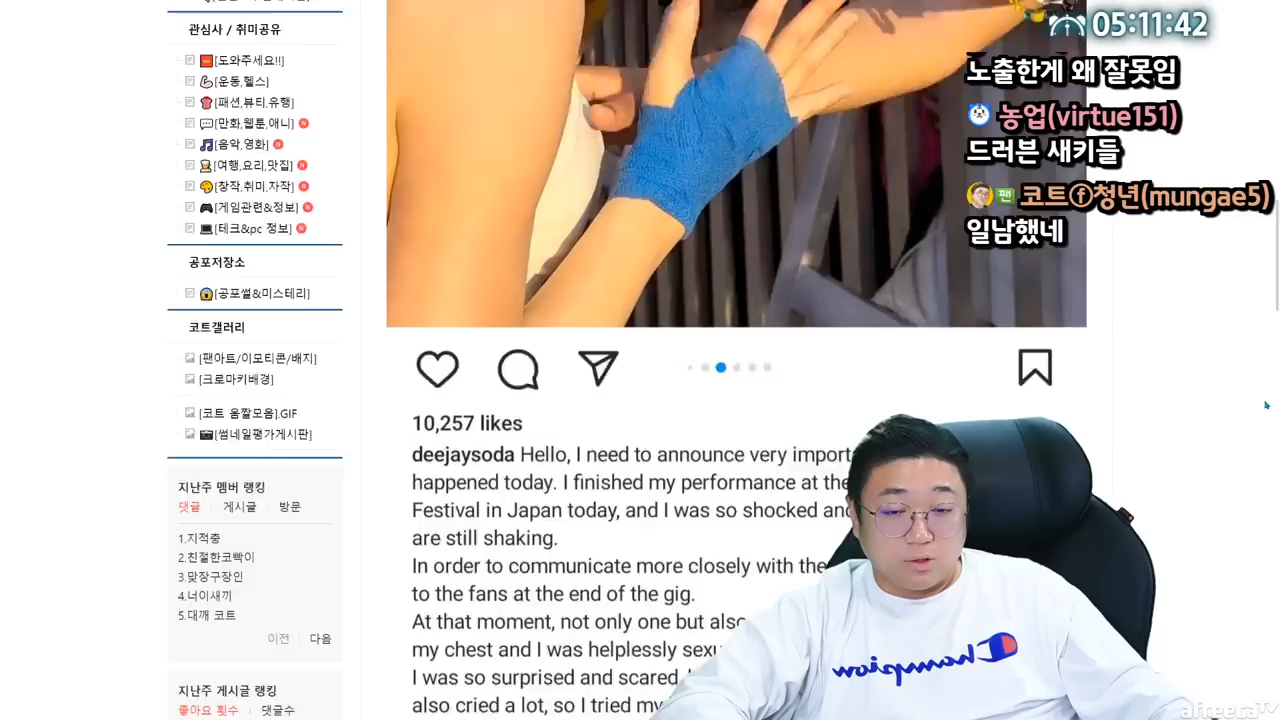 관심사 / 취미공유
[도와주세요!!]
[운동,헬스]
[패션,뷰티,유행]
[만화,웹툰,애니]
[음악,영화]
[여행,요리,맛집]
[창작,취미,자작]
[게임관련&정보]
[테크&pc 정보]
공포저장소
[공포썰&미스테리]
코트갤러리
[팬아트/이모티콘/배지]
[크로마키배경]
[코트 움짤모음].GIF
[썸네일평가게시판]
지난주 멤버 랭킹
댓글 게시글 방문
1.지적충
2.친절한코빡이
3.맞장구장인
4.너이새끼
5.대깨 코트
이전 다음
지난주 게시글 랭킹
좋아요 횟수 댓글수
05:11:42
노출한게 왜 잘못임
농업(virtue151)
드러븐 새키들
팬 코트ⓕ청년(mungae5)
일남했네
10,257 likes
deejaysoda Hello, I need to announce very import
happened today. I finished my performance at the
Festival in Japan today, and I was so shocked and
are still shaking.
In order to communicate more closely with the
to the fans at the end of the gig.
At that moment, not only one but also
my chest and I was helplessly sexu
I was so surprised and scared,
also cried a lot, so I tried my
Champion
afreecaTV